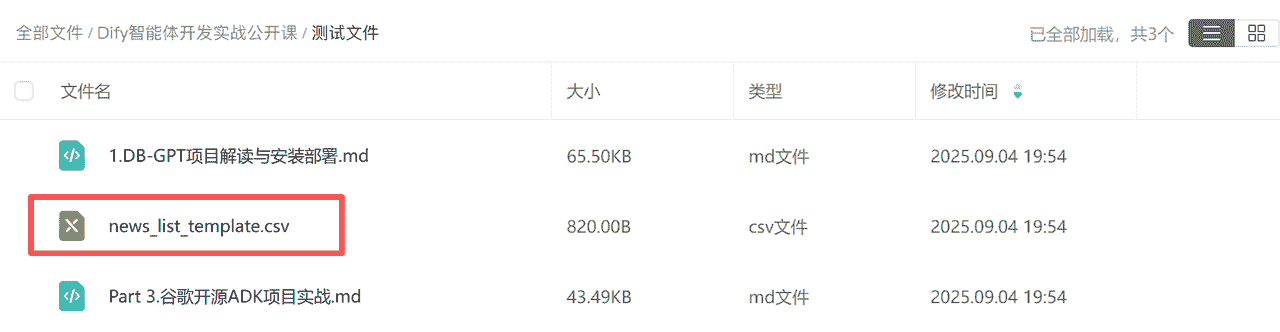 全部文件 / Dify智能体开发实战公开课 / 测试文件 已全部加载，共3个
文件名 大小 类型 修改时间
1.DB-GPT项目解读与安装部署.md 65.50KB md文件 2025.09.04 19:54
news_list_template.csv 820.00B csv文件 2025.09.04 19:54
Part 3.谷歌开源ADK项目实战.md 43.49KB md文件 2025.09.04 19:54